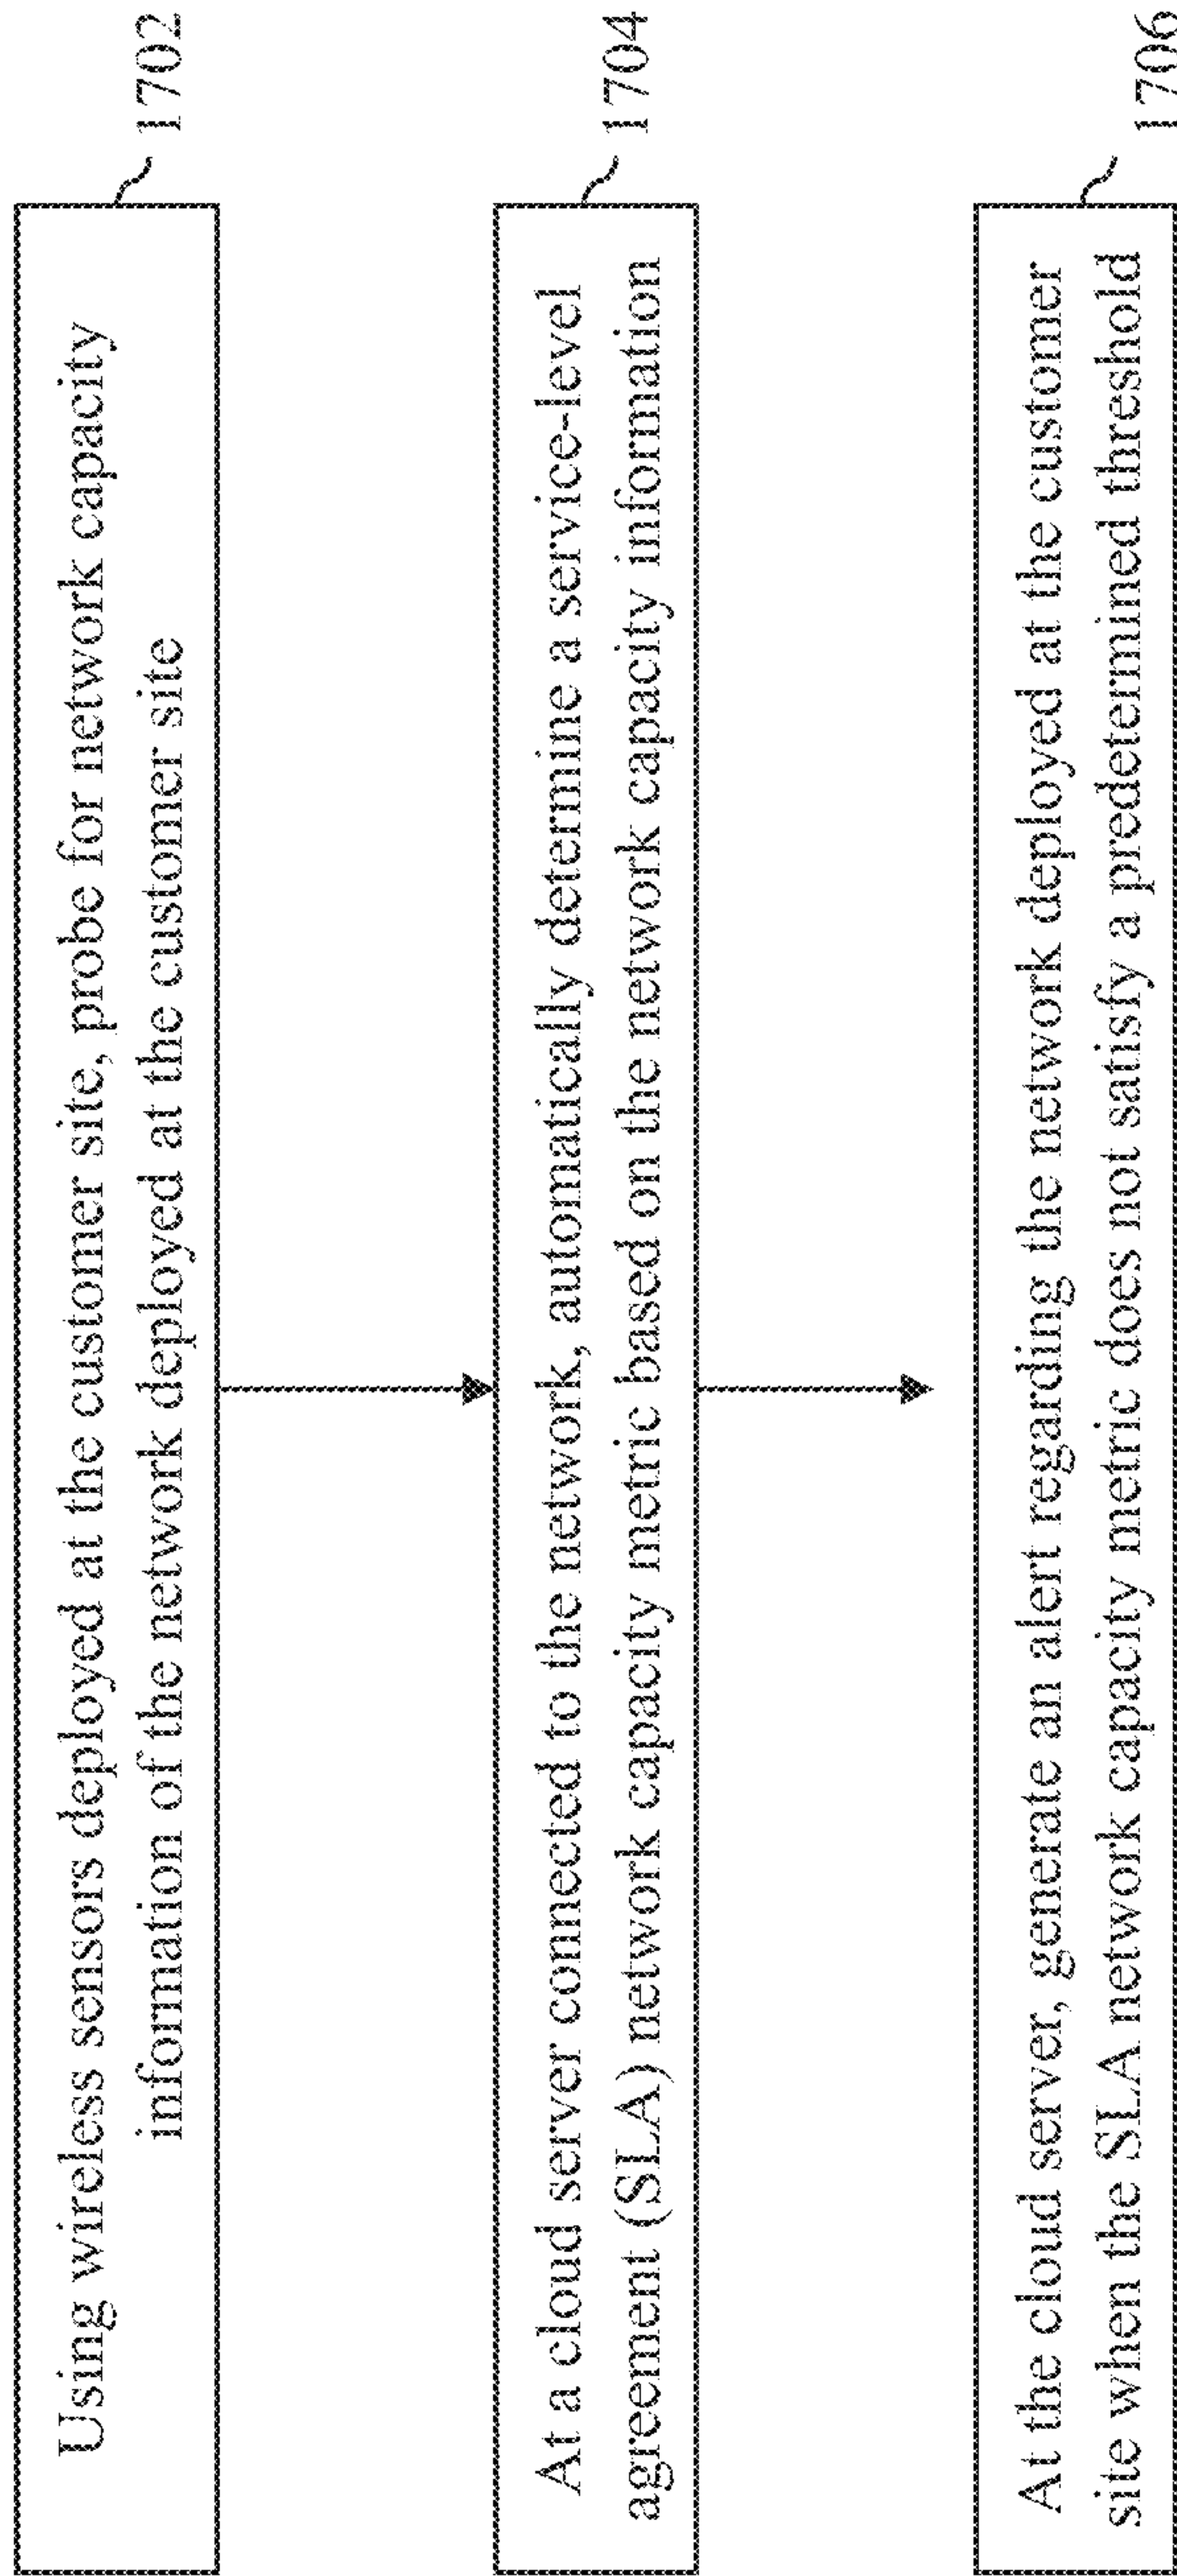 Using wireless sensors deployed at the customer site, probe for network capacity
information of the network deployed at the customer site
1702
At a cloud server connected to the network, automatically determine a service-level
agreement (SLA) network capacity metric based on the network capacity information
1704
At the cloud server, generate an alert regarding the network deployed at the customer
site when the SLA network capacity metric does not satisfy a predetermined threshold
1706